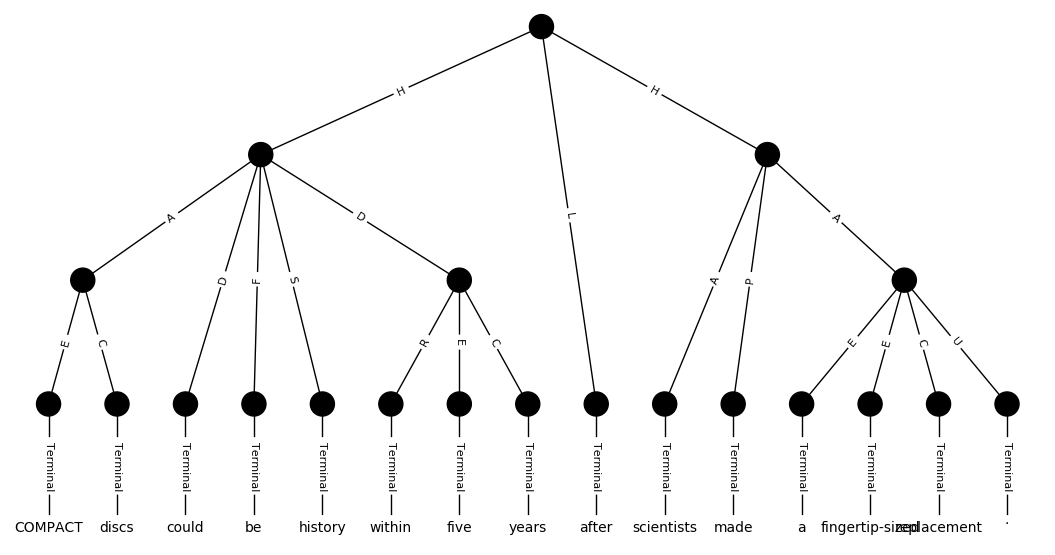 H L H
A D F S D A P A
E C R E C E E C U
Terminal Terminal Terminal Terminal Terminal Terminal Terminal Terminal Terminal Terminal Terminal Terminal Terminal Terminal Terminal
COMPACT discs could be history within five years after scientists made a fingertip-sized replacement .